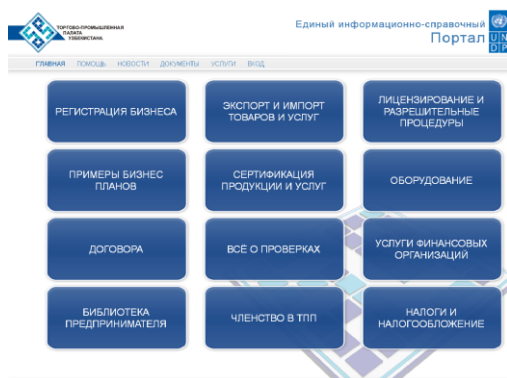 ТОРГОВО-ПРОМЫШЛЕННАЯ
ПАЛАТА
УЗБЕКИСТАНА
Единый информационно-справочный
Портал
U N
D P
ГЛАВНАЯ ПОМОЩЬ НОВОСТИ ДОКУМЕНТЫ УСЛУГИ ВХОД
РЕГИСТРАЦИЯ БИЗНЕСА
ЭКСПОРТ И ИМПОРТ
ТОВАРОВ И УСЛУГ
ЛИЦЕНЗИРОВАНИЕ И
РАЗРЕШИТЕЛЬНЫЕ
ПРОЦЕДУРЫ
ПРИМЕРЫ БИЗНЕС
ПЛАНОВ
СЕРТИФИКАЦИЯ
ПРОДУКЦИИ И УСЛУГ
ОБОРУДОВАНИЕ
ДОГОВОРА
ВСЁ О ПРОВЕРКАХ
УСЛУГИ ФИНАНСОВЫХ
ОРГАНИЗАЦИЙ
БИБЛИОТЕКА
ПРЕДПРИНИМАТЕЛЯ
ЧЛЕНСТВО В ТПП
НАЛОГИ И
НАЛОГООБЛОЖЕНИЕ